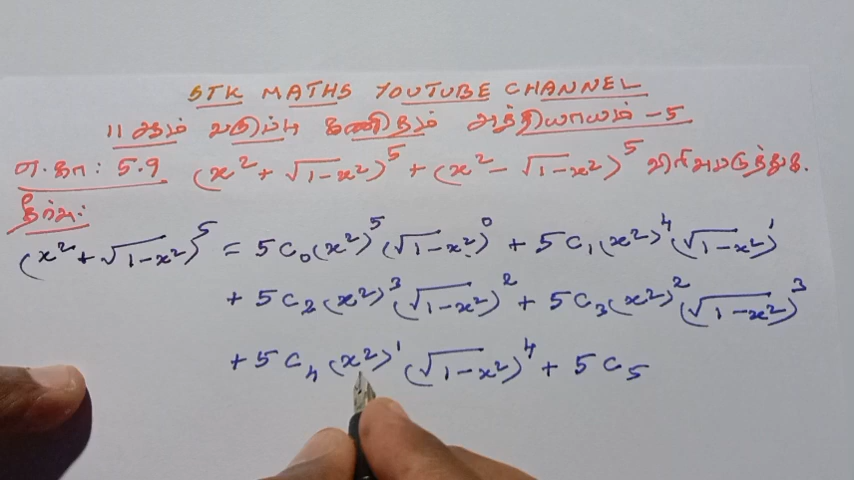 STK MATHS YOUTUBE CHANNEL
11 ஆம் வகுப்பு கணிதம் அத்தியாயம் - 5
எ.கா : 5.9 (x² + √1-x²)⁵ + (x² - √1-x²)⁵ விரிவுபடுத்துக.
தீர்வு:
(x² + √1-x²)⁵ = 5C₀(x²)⁵(√1-x²)⁰ + 5C₁(x²)⁴(√1-x²)¹
+ 5C₂(x²)³(√1-x²)² + 5C₃(x²)²(√1-x²)³
+ 5C₄(x²)¹(√1-x²)⁴ + 5C₅